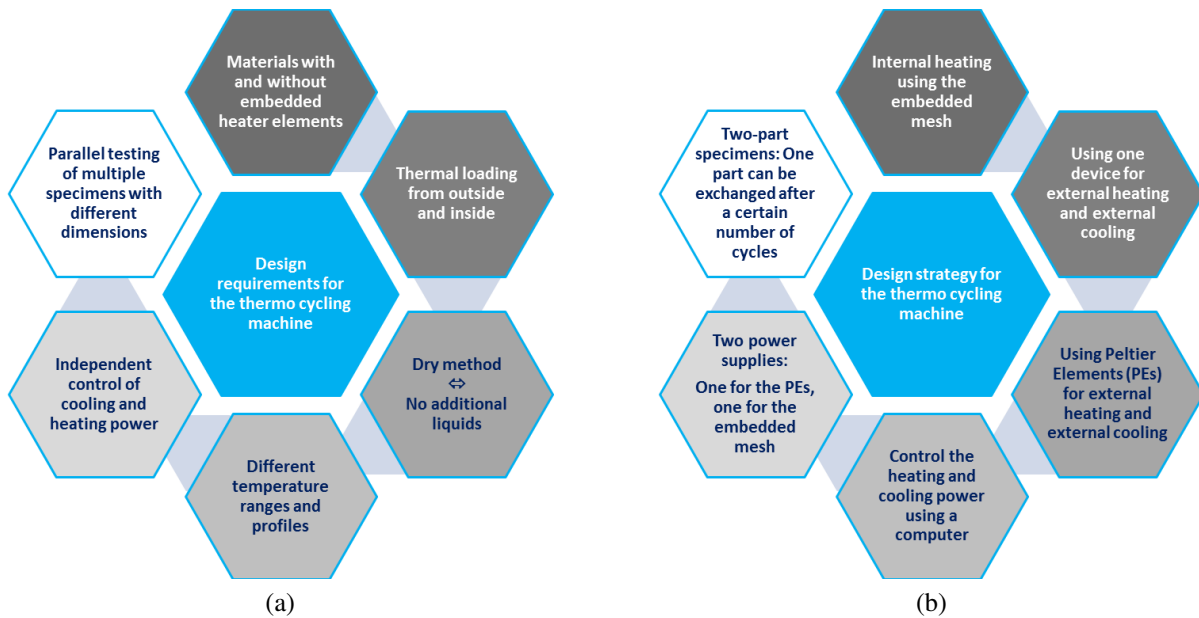 Materials with
and without
embedded
heater elements
Thermal loading
from outside
and inside
Dry method
⇔
No additional
liquids
Different
temperature
ranges and
profiles
Independent
control of
cooling and
heating power
Parallel testing
of multiple
specimens with
different
dimensions
Design
requirements for
the thermo cycling
machine
(a)
Internal heating
using the
embedded
mesh
Using one
device for
external heating
and external
cooling
Using Peltier
Elements (PEs)
for external
heating and
external cooling
Control the
heating and
cooling power
using a
computer
Two power
supplies:
One for the PEs,
one for the
embedded
mesh
Two-part
specimens: One
part can be
exchanged after
a certain
number of
cycles
Design strategy for
the thermo cycling
machine
(b)